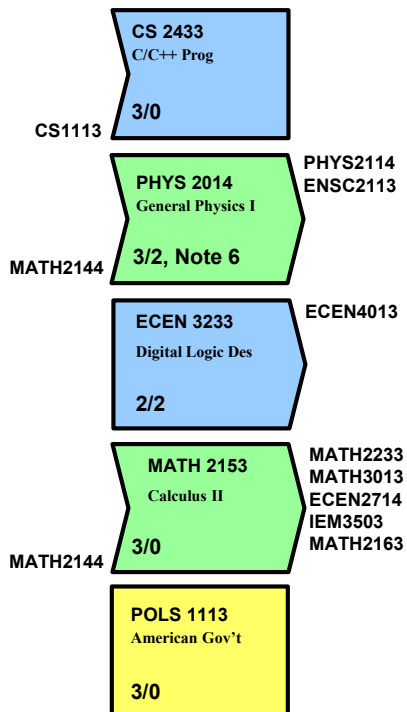 CS 2433
C/C++ Prog
3/0
CS1113
PHYS 2014
General Physics I
3/2, Note 6
PHYS2114
ENSC2113
MATH2144
ECEN 3233
Digital Logic Des
2/2
ECEN4013
MATH 2153
Calculus II
3/0
MATH2233
MATH3013
ECEN2714
IEM3503
MATH2163
MATH2144
POLS 1113
American Gov't
3/0